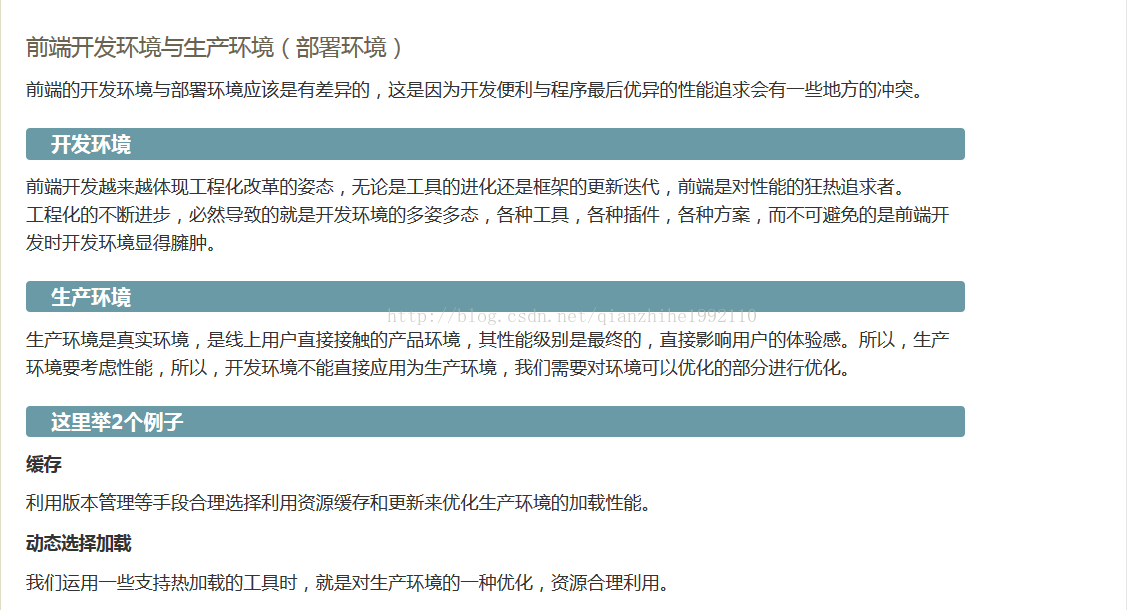 前端开发环境与生产环境（部署环境）
前端的开发环境与部署环境应该是有差异的，这是因为开发便利与程序最后优异的性能追求会有一些地方的冲突。
开发环境
前端开发越来越体现工程化改革的姿态，无论是工具的进化还是框架的更新迭代，前端是对性能的狂热追求者。
工程化的不断进步，必然导致的就是开发环境的多姿多态，各种工具，各种插件，各种方案，而不可避免的是前端开
发时开发环境显得臃肿。
生产环境
http://blog.csdn.net/qianzhihe1992110
生产环境是真实环境，是线上用户直接接触的产品环境，其性能级别是最终的，直接影响用户的体验感。所以，生产
环境要考虑性能，所以，开发环境不能直接应用为生产环境，我们需要对环境可以优化的部分进行优化。
这里举2个例子
缓存
利用版本管理等手段合理选择利用资源缓存和更新来优化生产环境的加载性能。
动态选择加载
我们运用一些支持热加载的工具时，就是对生产环境的一种优化，资源合理利用。